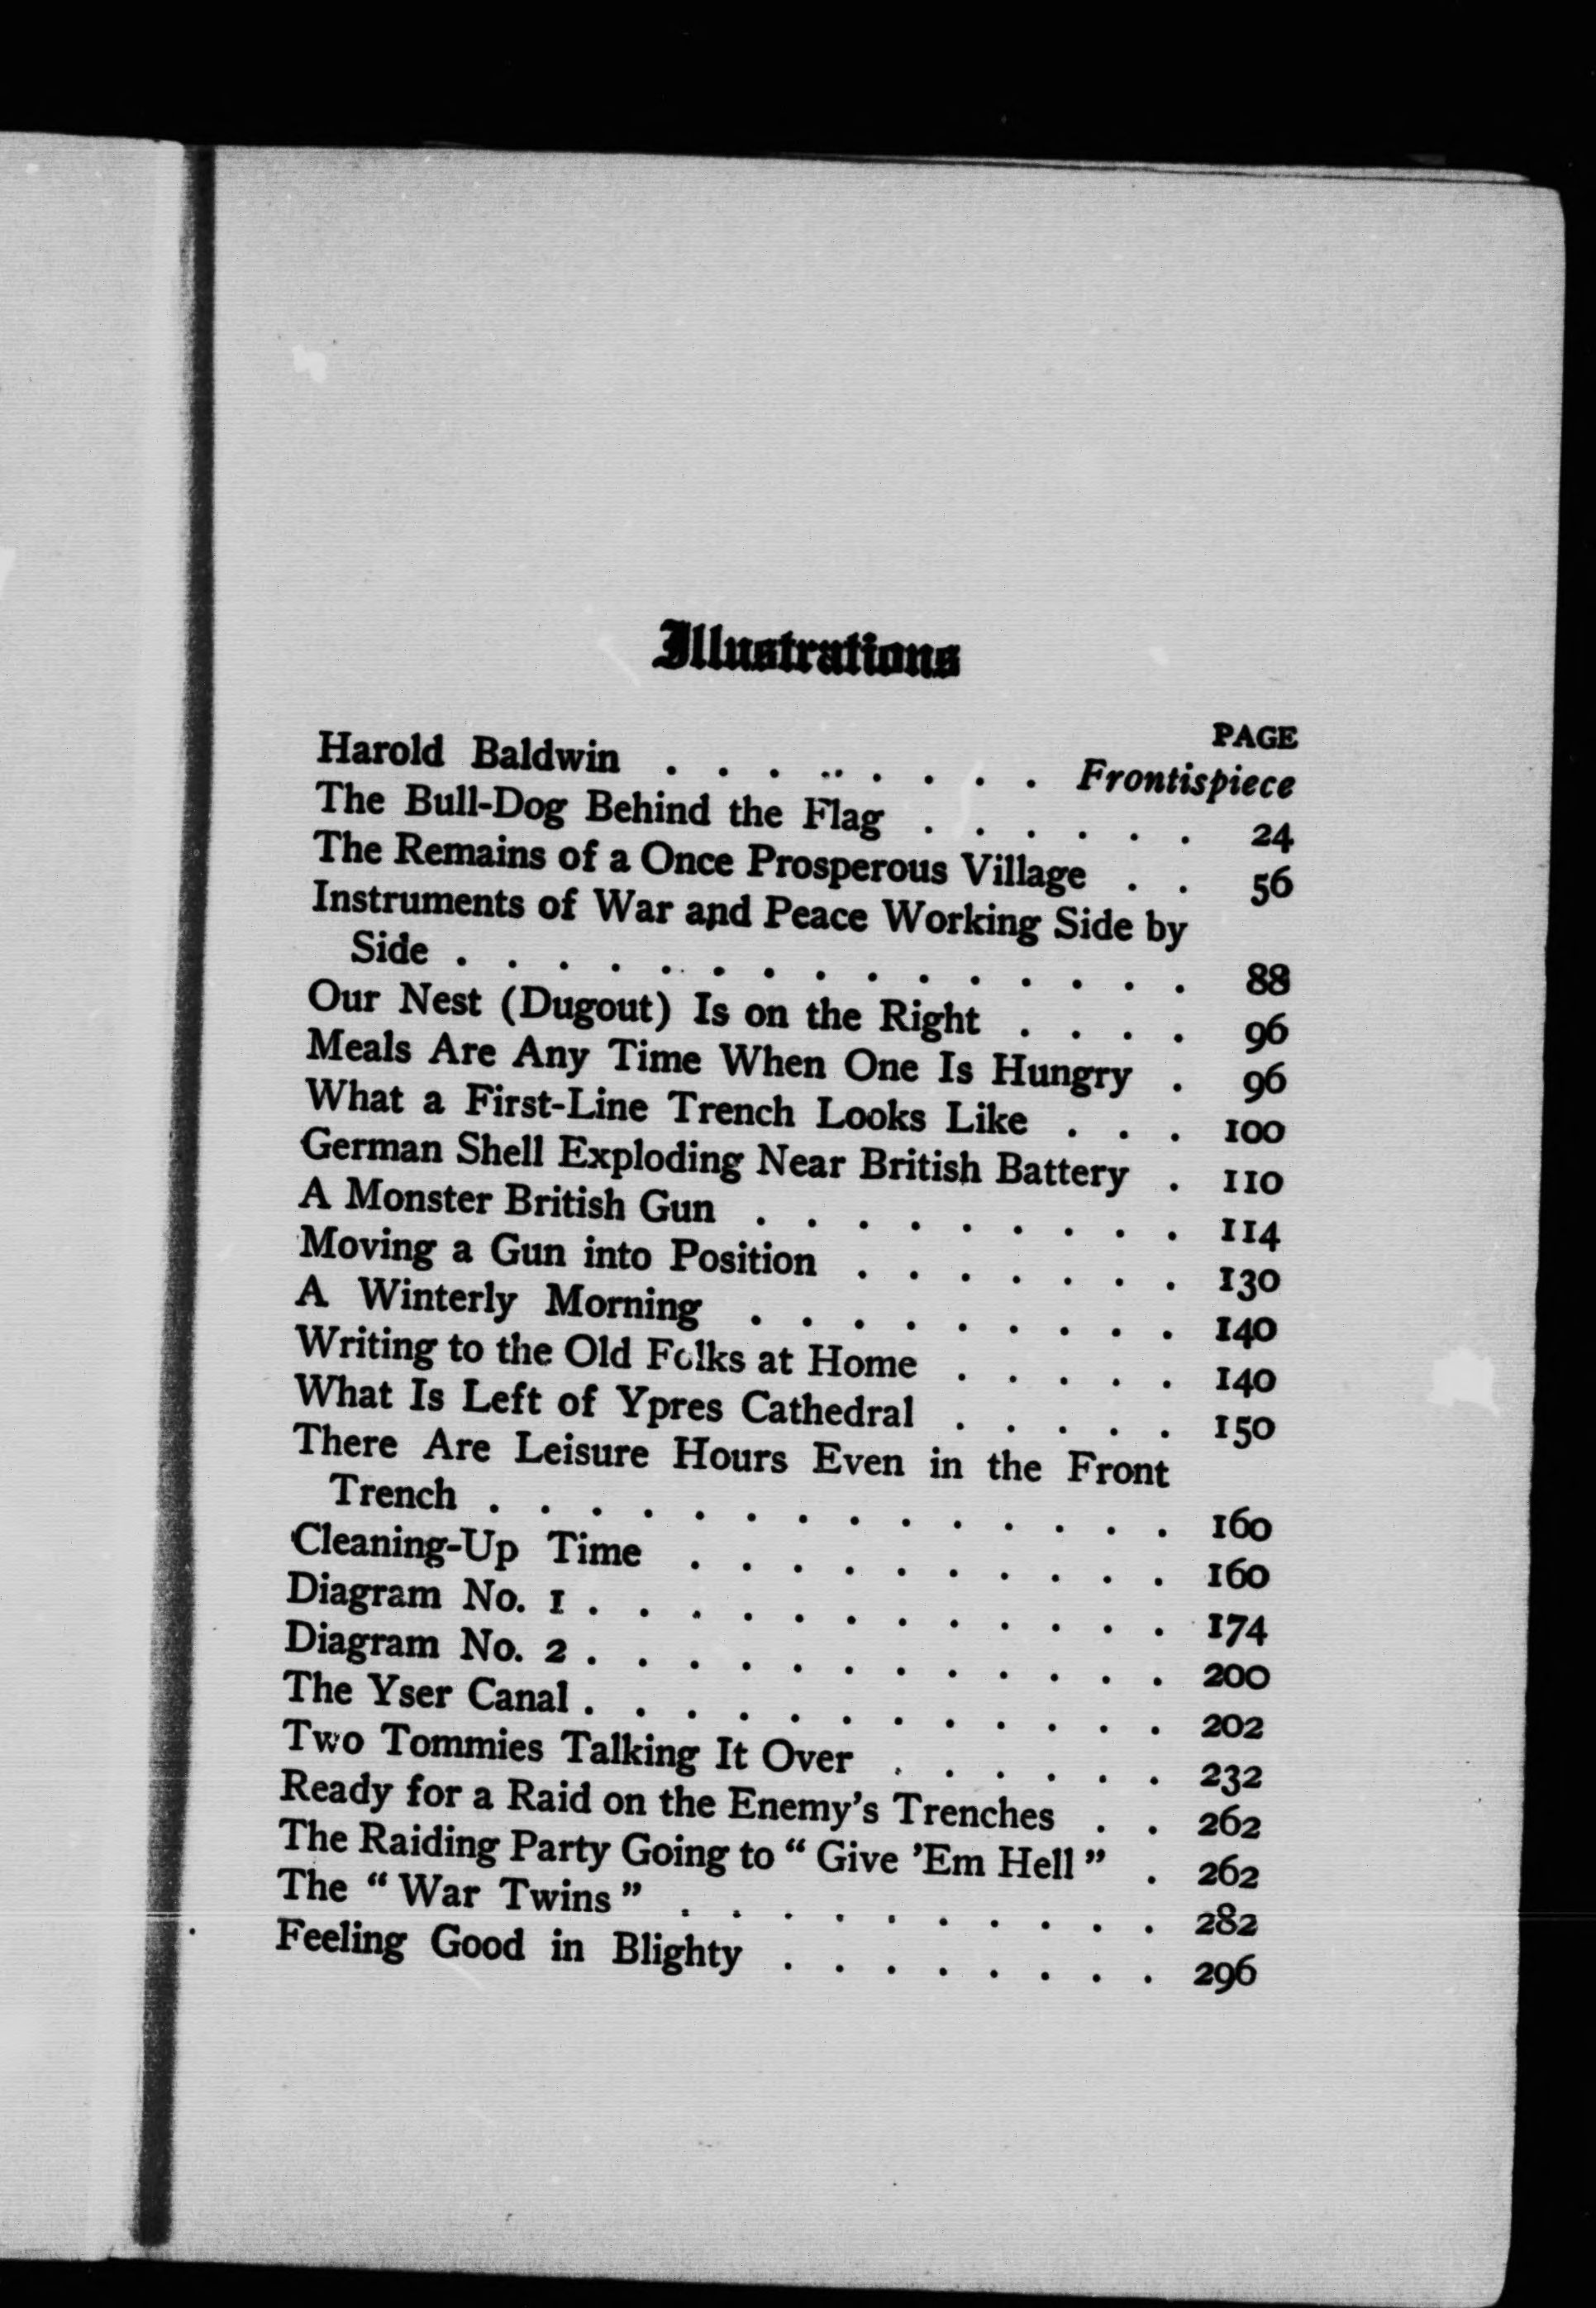 Illustrations
PAGE
Harold Baldwin . . . . . . . . Frontispiece
The Bull-Dog Behind the Flag . . . . . . 24
The Remains of a Once Prosperous Village . . 56
Instruments of War and Peace Working Side by
Side . . . . . . . . . . . . . . . 88
Our Nest (Dugout) Is on the Right . . . . 96
Meals Are Any Time When One Is Hungry . 96
What a First-Line Trench Looks Like . . . 100
German Shell Exploding Near British Battery . 110
A Monster British Gun . . . . . . . . . 114
Moving a Gun into Position . . . . . . . 130
A Winterly Morning . . . . . . . . . 140
Writing to the Old Folks at Home . . . . . 140
What Is Left of Ypres Cathedral . . . . . 150
There Are Leisure Hours Even in the Front
Trench . . . . . . . . . . . . . . 160
Cleaning-Up Time . . . . . . . . . . 160
Diagram No. 1 . . . . . . . . . . . . 174
Diagram No. 2 . . . . . . . . . . . . 200
The Yser Canal . . . . . . . . . . . . 202
Two Tommies Talking It Over . . . . . . 232
Ready for a Raid on the Enemy's Trenches . . 262
The Raiding Party Going to " Give 'Em Hell " . 262
The " War Twins " . . . . . . . . . . 282
Feeling Good in Blighty . . . . . . . . 296